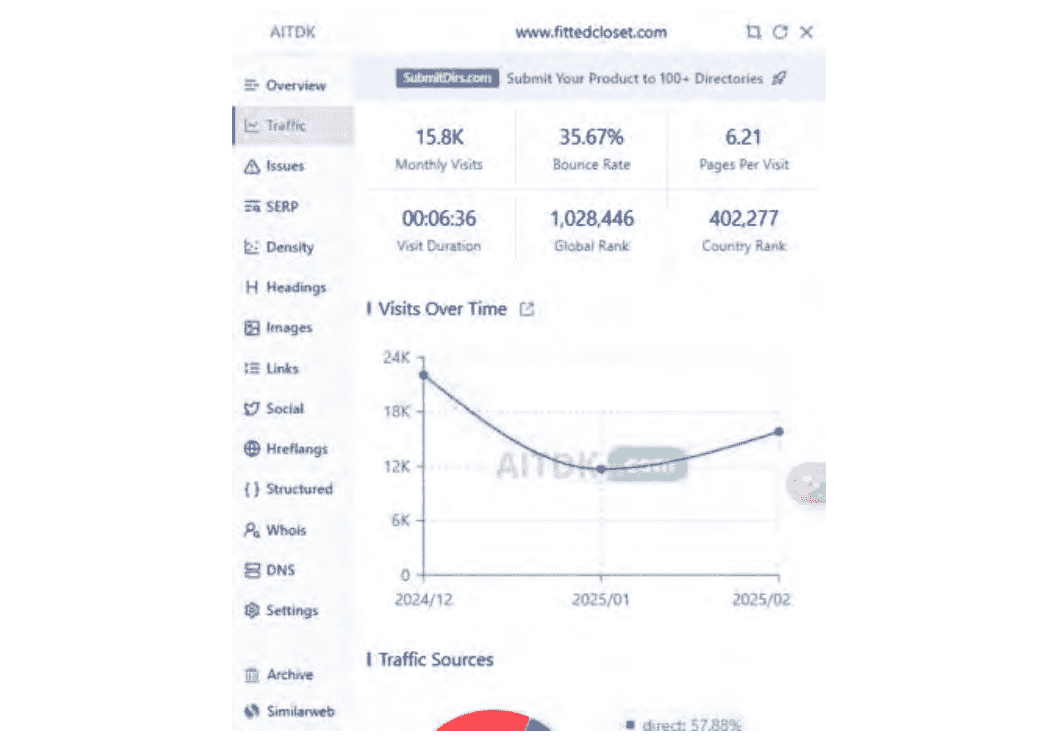 AITDK
www.fittedcloset.com
SubmitDirs.com Submit Your Product to 100+ Directories
Overview
Traffic
Issues
SERP
Density
Headings
Images
Links
Social
Hreflangs
Structured
Whois
DNS
Settings
Archive
Similarweb
15.8K
Monthly Visits
35.67%
Bounce Rate
6.21
Pages Per Visit
00:06:36
Visit Duration
1,028,446
Global Rank
402,277
Country Rank
Visits Over Time
24K
18K
12K
6K
0
AITDK.com
2024/12
2025/01
2025/02
Traffic Sources
direct: 57.88%